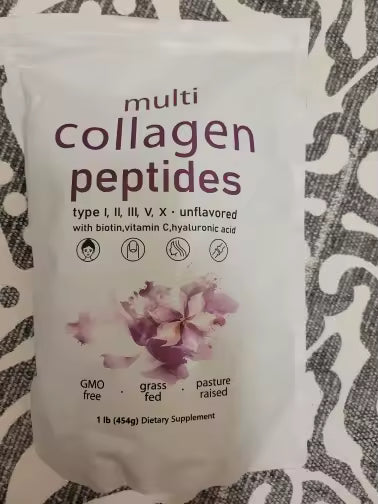 multi
collagen
peptides
type I, II, III, V, X · unflavored
with biotin,vitamin C,hyaluronic acid
GMO free · grass fed · pasture raised
1 lb (454g) Dietary Supplement